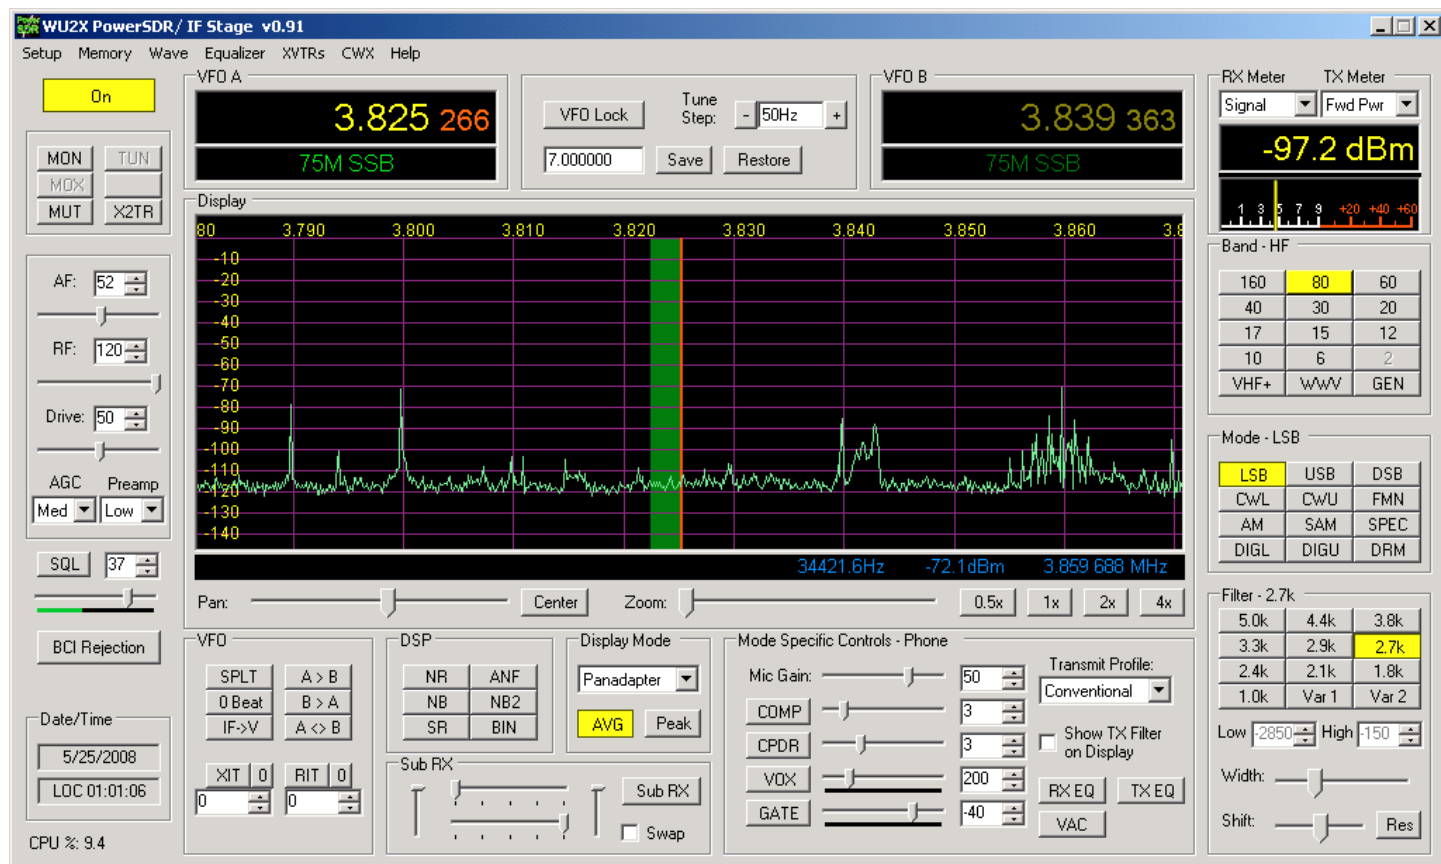 WU2X PowerSDR/ IF Stage v0.91
Setup Memory Wave Equalizer XVTRs CWX Help
On
MON TUN
MOX
MUT X2TR
AF: 52
RF: 120
Drive: 50
AGC Preamp
Med Low
SQL 37
BCI Rejection
Date/Time
5/25/2008
LOC 01:01:06
CPU %: 9.4
VFO A
3.825 266
75M SSB
VFO Lock
Tune Step: - 50Hz +
7.000000 Save Restore
VFO B
3.839 363
75M SSB
Display
80 3.790 3.800 3.810 3.820 3.830 3.840 3.850 3.860 3.8
-10
-20
-30
-40
-50
-60
-70
-80
-90
-100
-110
-120
-130
-140
34421.6Hz -72.1dBm 3.859 688 MHz
Pan: Center Zoom: 0.5x 1x 2x 4x
VFO
SPLT A > B
0 Beat B > A
IF->V A <> B
XIT 0 RIT 0
0 0
DSP
NR ANF
NB NB2
SR BIN
Display Mode
Panadapter
AVG Peak
Sub RX
Sub RX
Swap
Mode Specific Controls - Phone
Mic Gain: 50
COMP 3
CPDR 3
VOX 200
GATE -40
Transmit Profile:
Conventional
Show TX Filter
on Display
RX EQ TX EQ
VAC
RX Meter TX Meter
Signal Fwd Pwr
-97.2 dBm
1 3 5 7 9 +20 +40 +60
Band - HF
160 80 60
40 30 20
17 15 12
10 6 2
VHF+ WWV GEN
Mode - LSB
LSB USB DSB
CWL CWU FMN
AM SAM SPEC
DIGL DIGU DRM
Filter - 2.7k
5.0k 4.4k 3.8k
3.3k 2.9k 2.7k
2.4k 2.1k 1.8k
1.0k Var 1 Var 2
Low -2850 High -150
Width:
Shift: Res